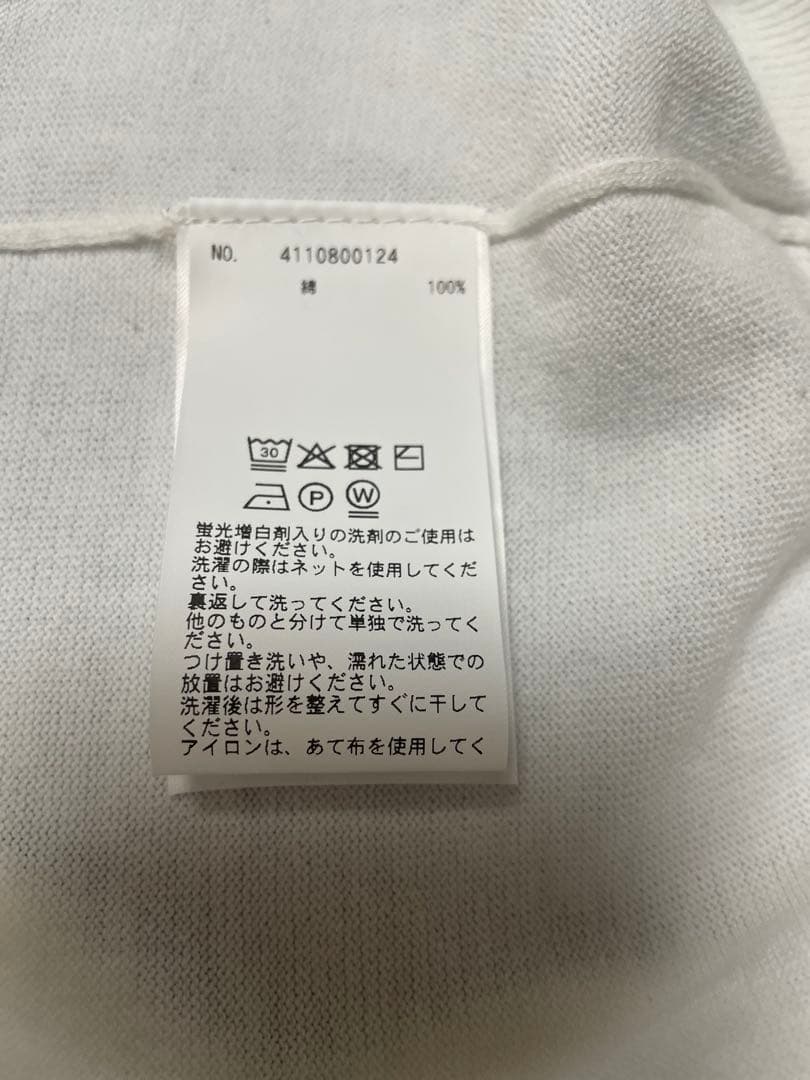 NO. 4110800124
綿 100%
30
P W
蛍光増白剤入りの洗剤のご使用は
お避けください。
洗濯の際はネットを使用してくだ
さい。
裏返して洗ってください。
他のものと分けて単独で洗ってく
ださい。
つけ置き洗いや、濡れた状態での
放置はお避けください。
洗濯後は形を整えてすぐに干して
ください。
アイロンは、あて布を使用してく